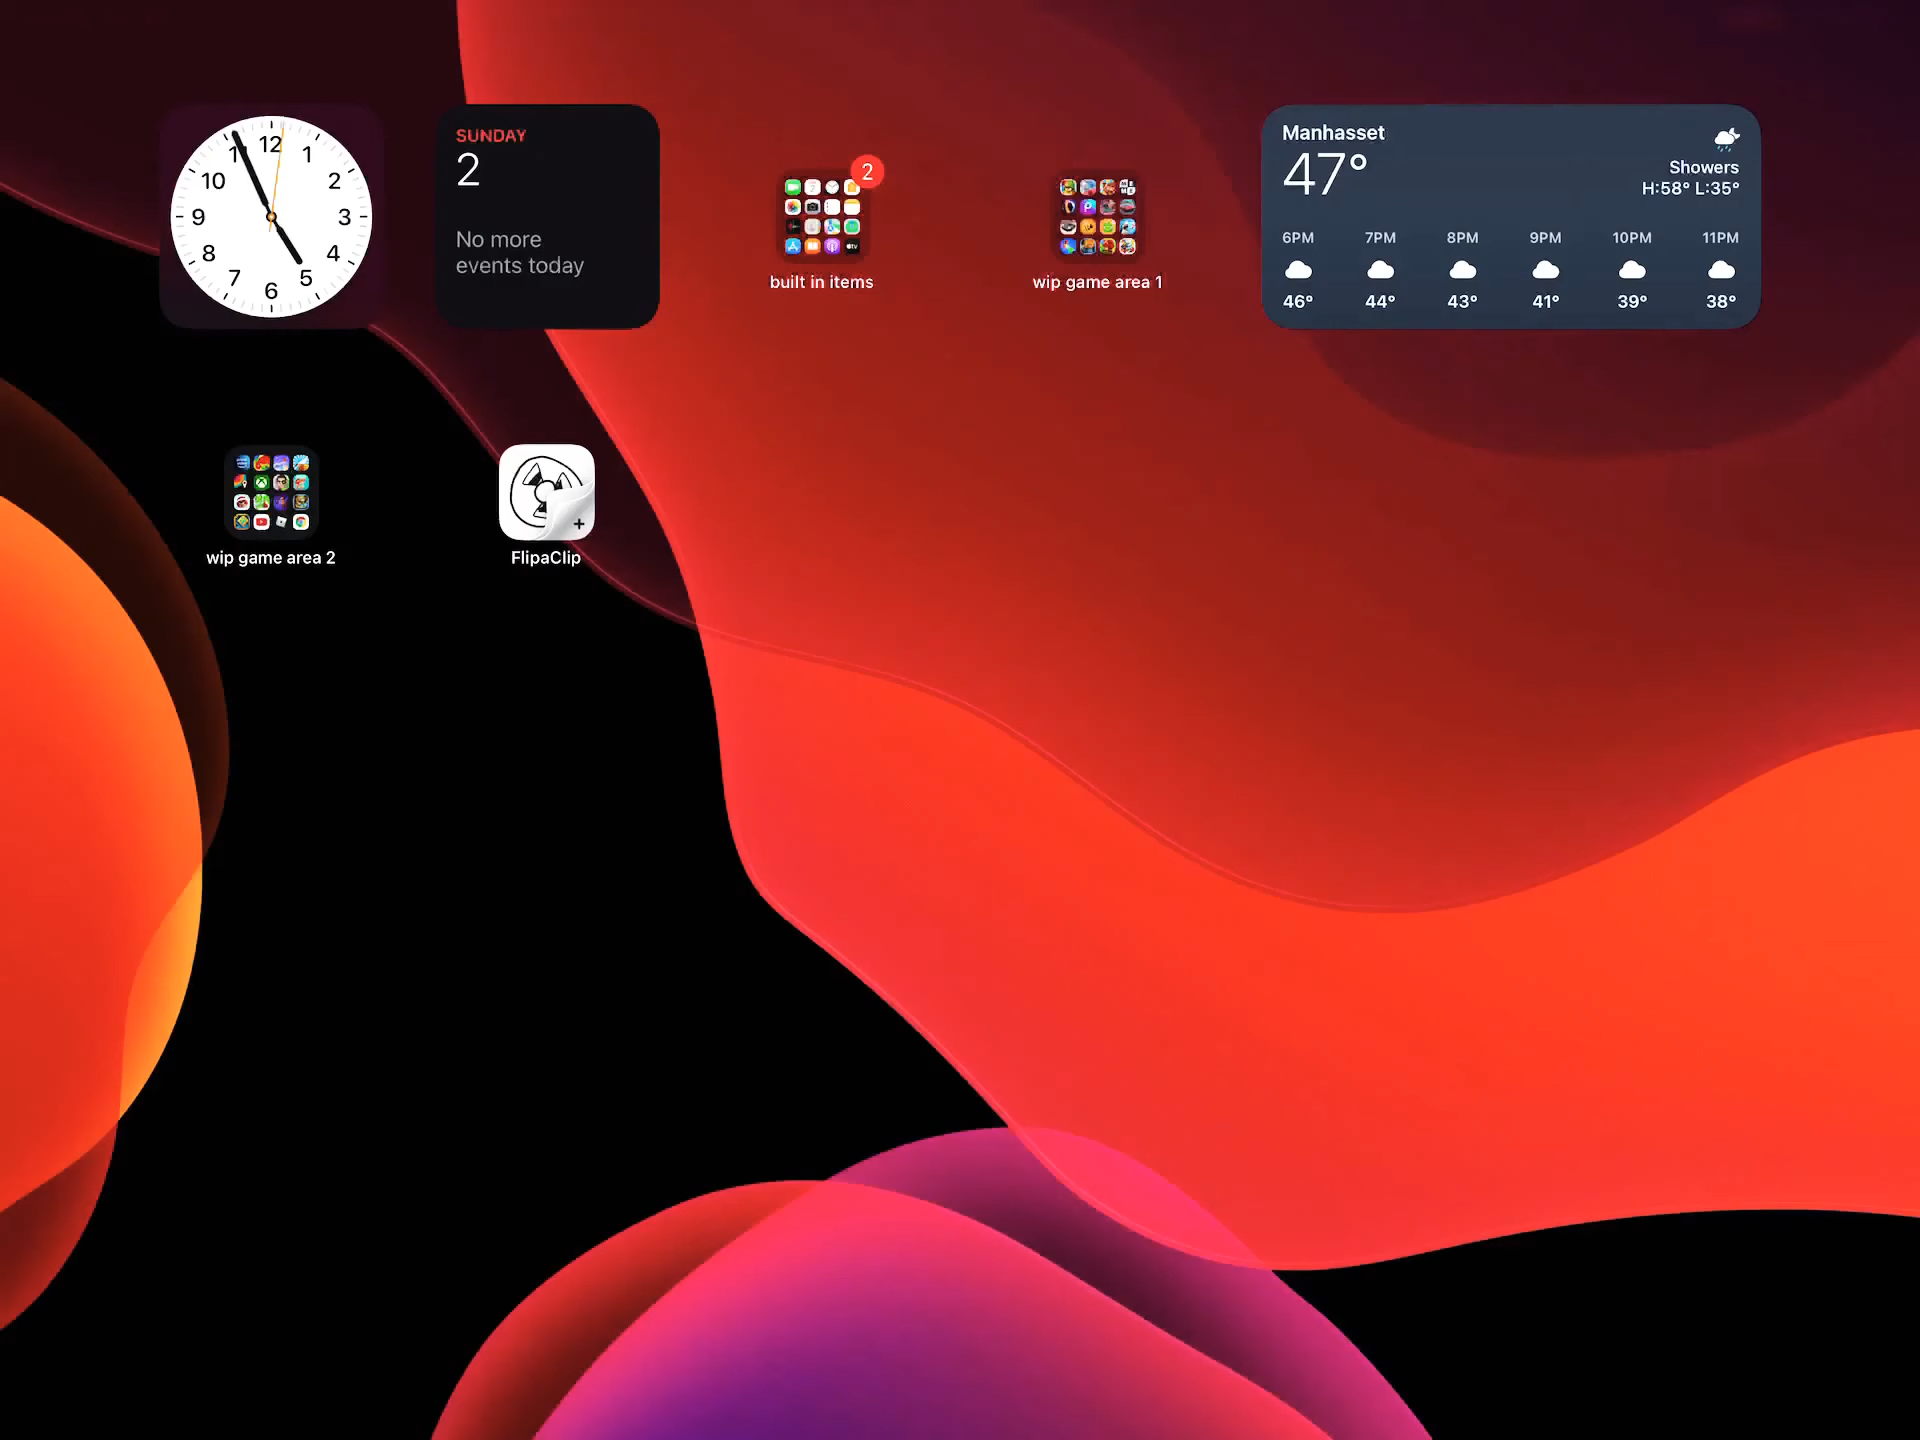 12
1
2
3
4
5
6
7
8
9
10
11
SUNDAY
2
No more
events today
2
built in items
wip game area 1
Manhasset
47°
Showers
H:58° L:35°
6PM 7PM 8PM 9PM 10PM 11PM
46° 44° 43° 41° 39° 38°
wip game area 2
FlipaClip